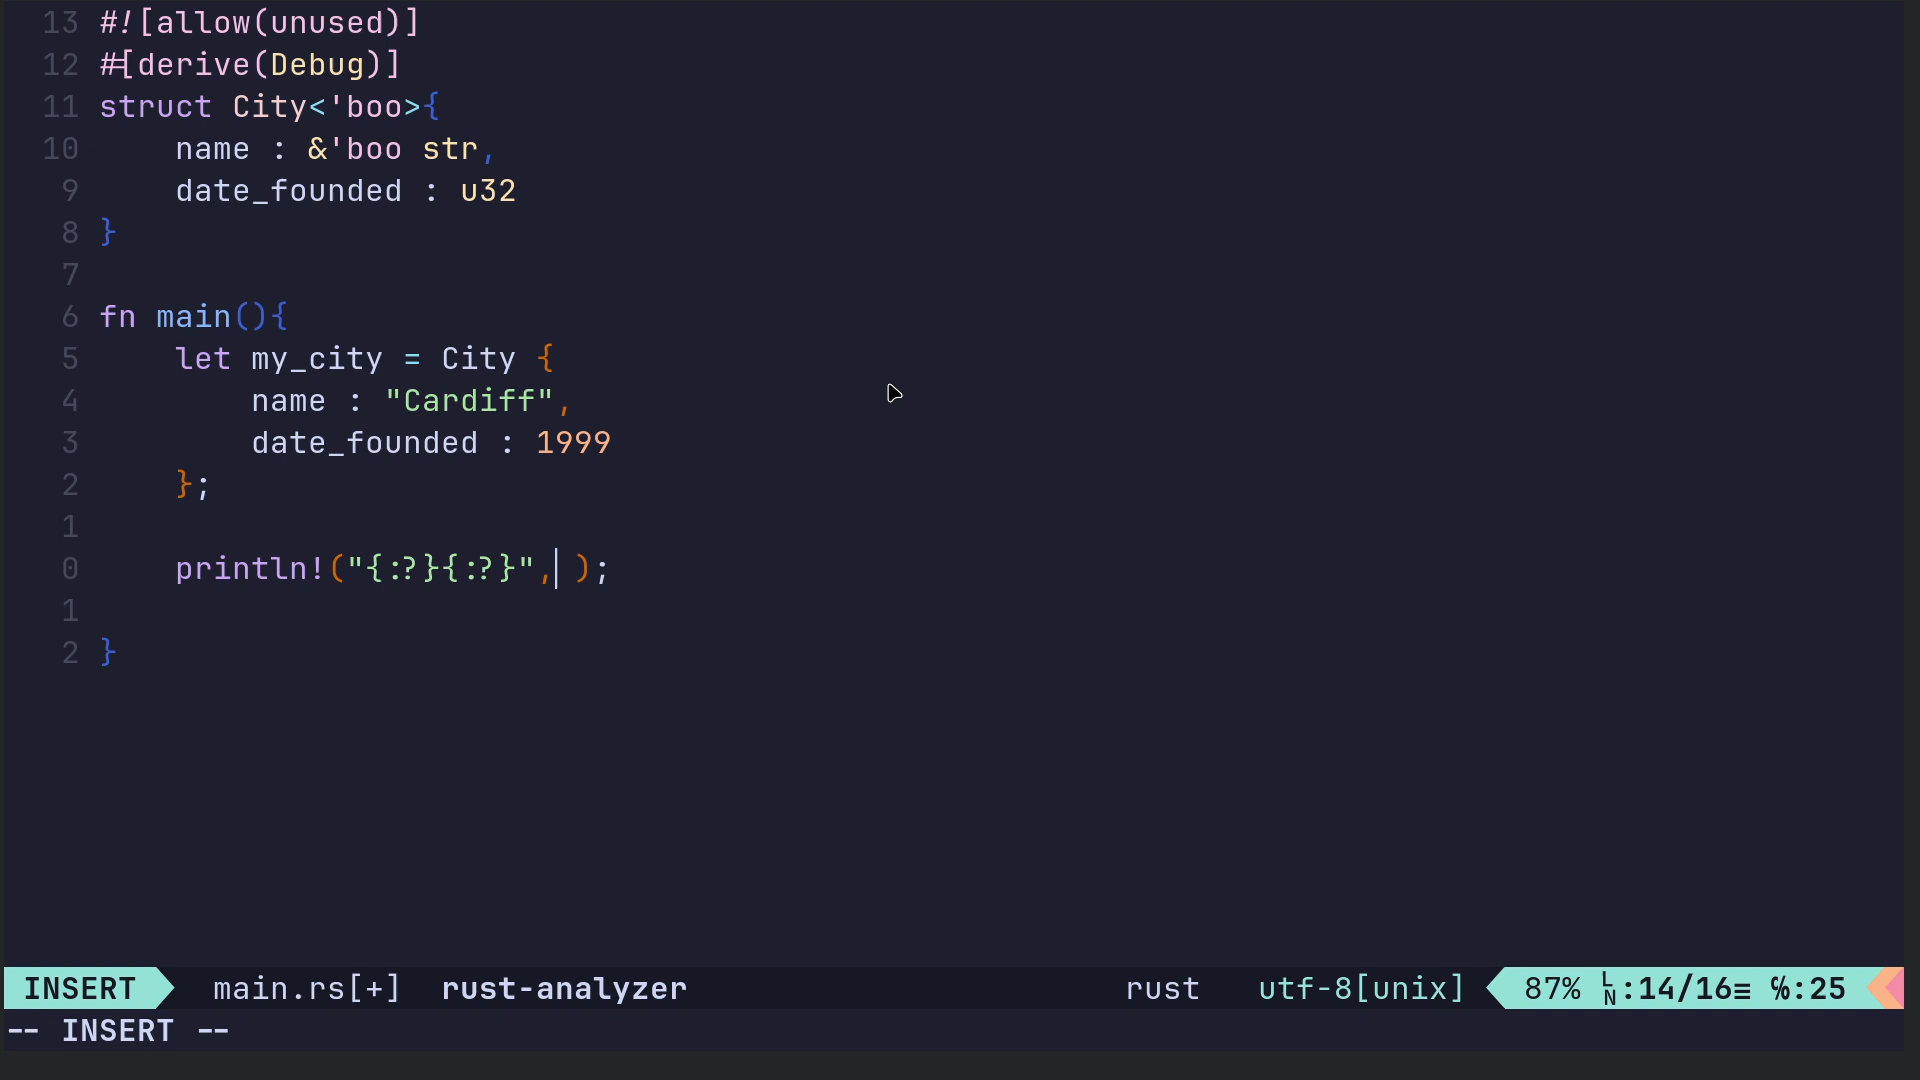 13 #![allow(unused)]
12 #[derive(Debug)]
11 struct City<'boo>{
10     name : &'boo str,
9     date_founded : u32
8 }
7
6 fn main(){
5     let my_city = City {
4         name : "Cardiff",
3         date_founded : 1999
2     };
1
0     println!("{:?}{:?}", );
1
2 }
INSERT main.rs[+] rust-analyzer rust utf-8[unix] 87% LN:14/16≡ ℅:25
-- INSERT --